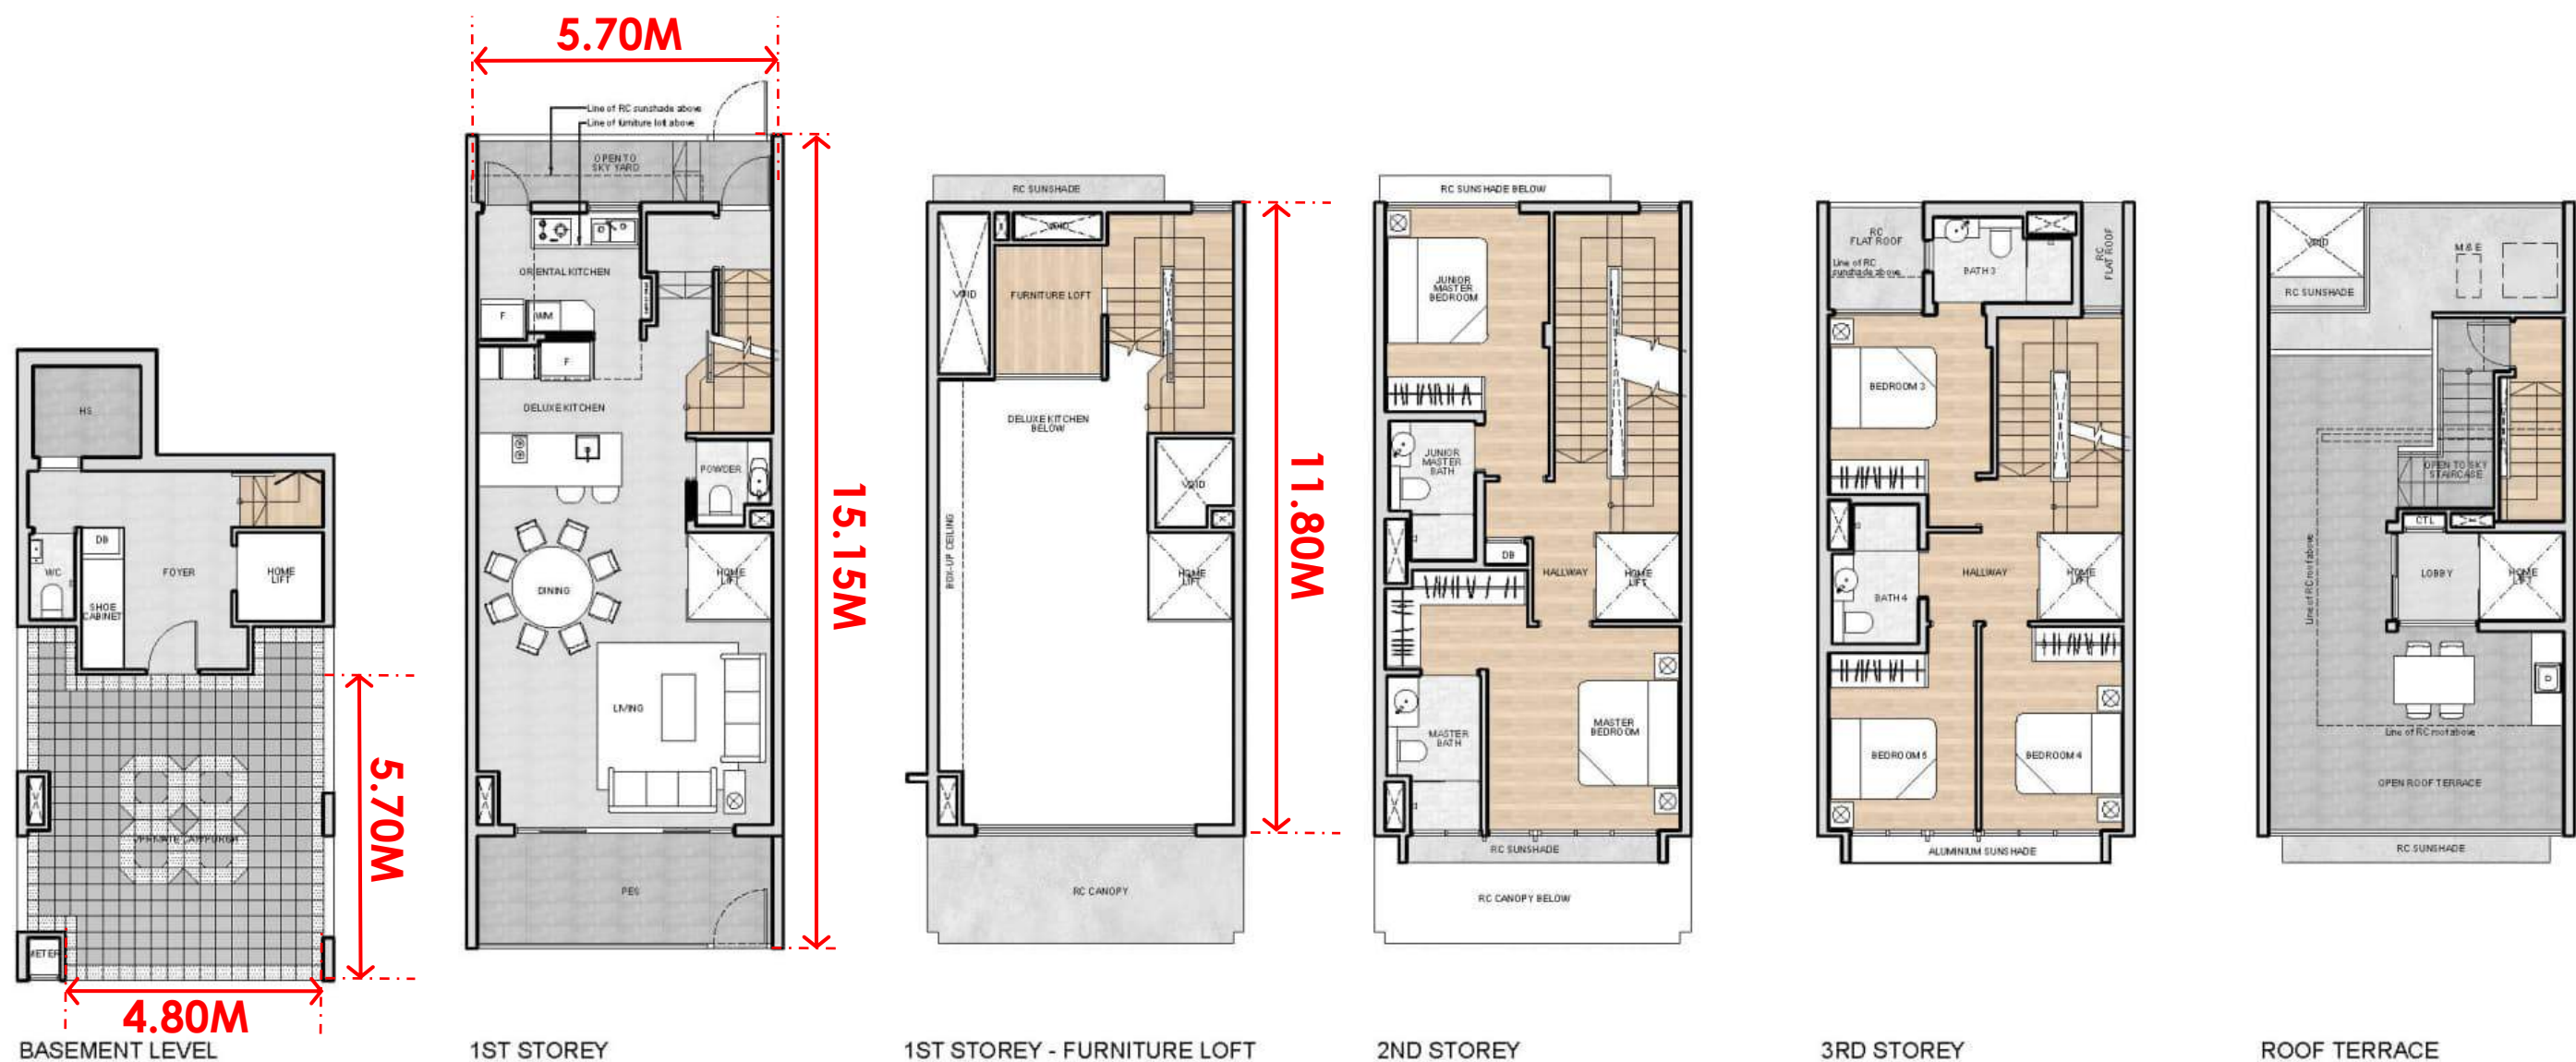 5.70M
Line of RC sunshade above
Line of furniture loft above
OPEN TO
SKY YARD
ORIENTAL KITCHEN
F
WM
F
DELUXE KITCHEN
POWDER
DINING
HOME
LIFT
LIVING
PES
15.15M
HS
DB
WC
FOYER
HOME
LIFT
SHOE
CABINET
PRIVATE CARPORCH
METER
5.70M
4.80M
BASEMENT LEVEL
1ST STOREY
RC SUNSHADE
VOID
VOID
FURNITURE LOFT
DELUXE KITCHEN
BELOW
VOID
BOX-UP CEILING
HOME
LIFT
RC CANOPY
11.80M
1ST STOREY - FURNITURE LOFT
RC SUNSHADE BELOW
JUNIOR
MASTER
BEDROOM
JUNIOR
MASTER
BATH
DB
HALLWAY
HOME
LIFT
MASTER
BEDROOM
MASTER
BATH
RC SUNSHADE
RC CANOPY BELOW
2ND STOREY
RC
FLAT ROOF
Line of RC
sunshade above
BATH 3
RC
FLAT ROOF
BEDROOM 3
HALLWAY
HOME
LIFT
BATH 4
BEDROOM 5
BEDROOM 4
ALUMINIUM SUNSHADE
3RD STOREY
VOID
M & E
RC SUNSHADE
OPEN TO SKY
STAIRCASE
CTL
LOBBY
HOME
LIFT
Line of RC roof above
Line of RC roof above
OPEN ROOF TERRACE
RC SUNSHADE
ROOF TERRACE